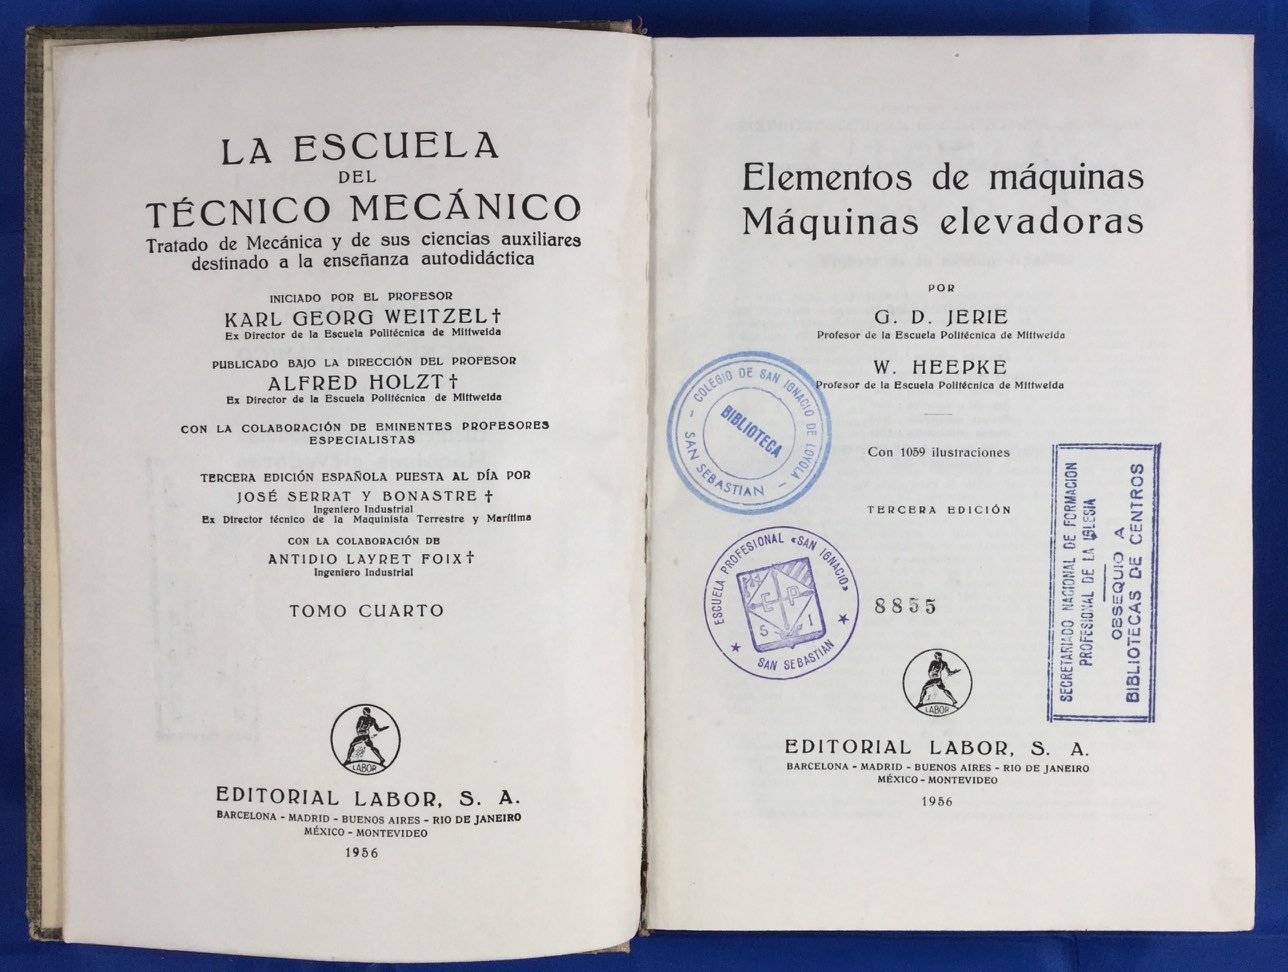 LA ESCUELA
DEL
TÉCNICO MECÁNICO
Tratado de Mecánica y de sus ciencias auxiliares
destinado a la enseñanza autodidáctica
INICIADO POR EL PROFESOR
KARL GEORG WEITZEL†
Ex Director de la Escuela Politécnica de Mittweida
PUBLICADO BAJO LA DIRECCIÓN DEL PROFESOR
ALFRED HOLZT†
Ex Director de la Escuela Politécnica de Mittweida
CON LA COLABORACIÓN DE EMINENTES PROFESORES
ESPECIALISTAS
TERCERA EDICIÓN ESPAÑOLA PUESTA AL DÍA POR
JOSÉ SERRAT Y BONASTRE†
Ingeniero Industrial
Ex Director técnico de la Maquinista Terrestre y Marítima
CON LA COLABORACIÓN DE
ANTIDIO LAYRET FOIX†
Ingeniero Industrial
TOMO CUARTO
LABOR
EDITORIAL LABOR, S. A.
BARCELONA - MADRID - BUENOS AIRES - RIO DE JANEIRO
MÉXICO - MONTEVIDEO
1956
Elementos de máquinas
Máquinas elevadoras
POR
G. D. JERIE
Profesor de la Escuela Politécnica de Mittweida
W. HEEPKE
Profesor de la Escuela Politécnica de Mittweida
Con 1059 ilustraciones
TERCERA EDICIÓN
- COLEGIO DE SAN IGNACIO DE LOYOLA -
BIBLIOTECA
SAN SEBASTIAN
ESCUELA PROFESIONAL «SAN IGNACIO»
E P
S I
★ SAN SEBASTIAN ★
8855
SECRETARIADO NACIONAL DE FORMACION
PROFESIONAL DE LA IGLESIA
OBSEQUIO A
BIBLIOTECAS DE CENTROS
LABOR
EDITORIAL LABOR, S. A.
BARCELONA - MADRID - BUENOS AIRES - RIO DE JANEIRO
MÉXICO - MONTEVIDEO
1956